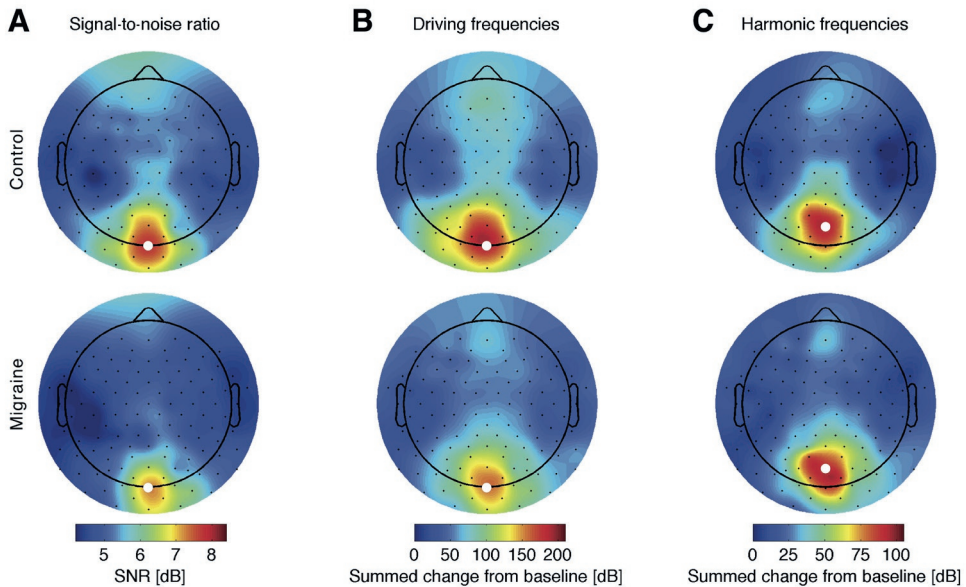 A Signal-to-noise ratio
B Driving frequencies
C Harmonic frequencies
Control
Migraine
5 6 7 8
SNR [dB]
0 50 100 150 200
Summed change from baseline [dB]
0 25 50 75 100
Summed change from baseline [dB]